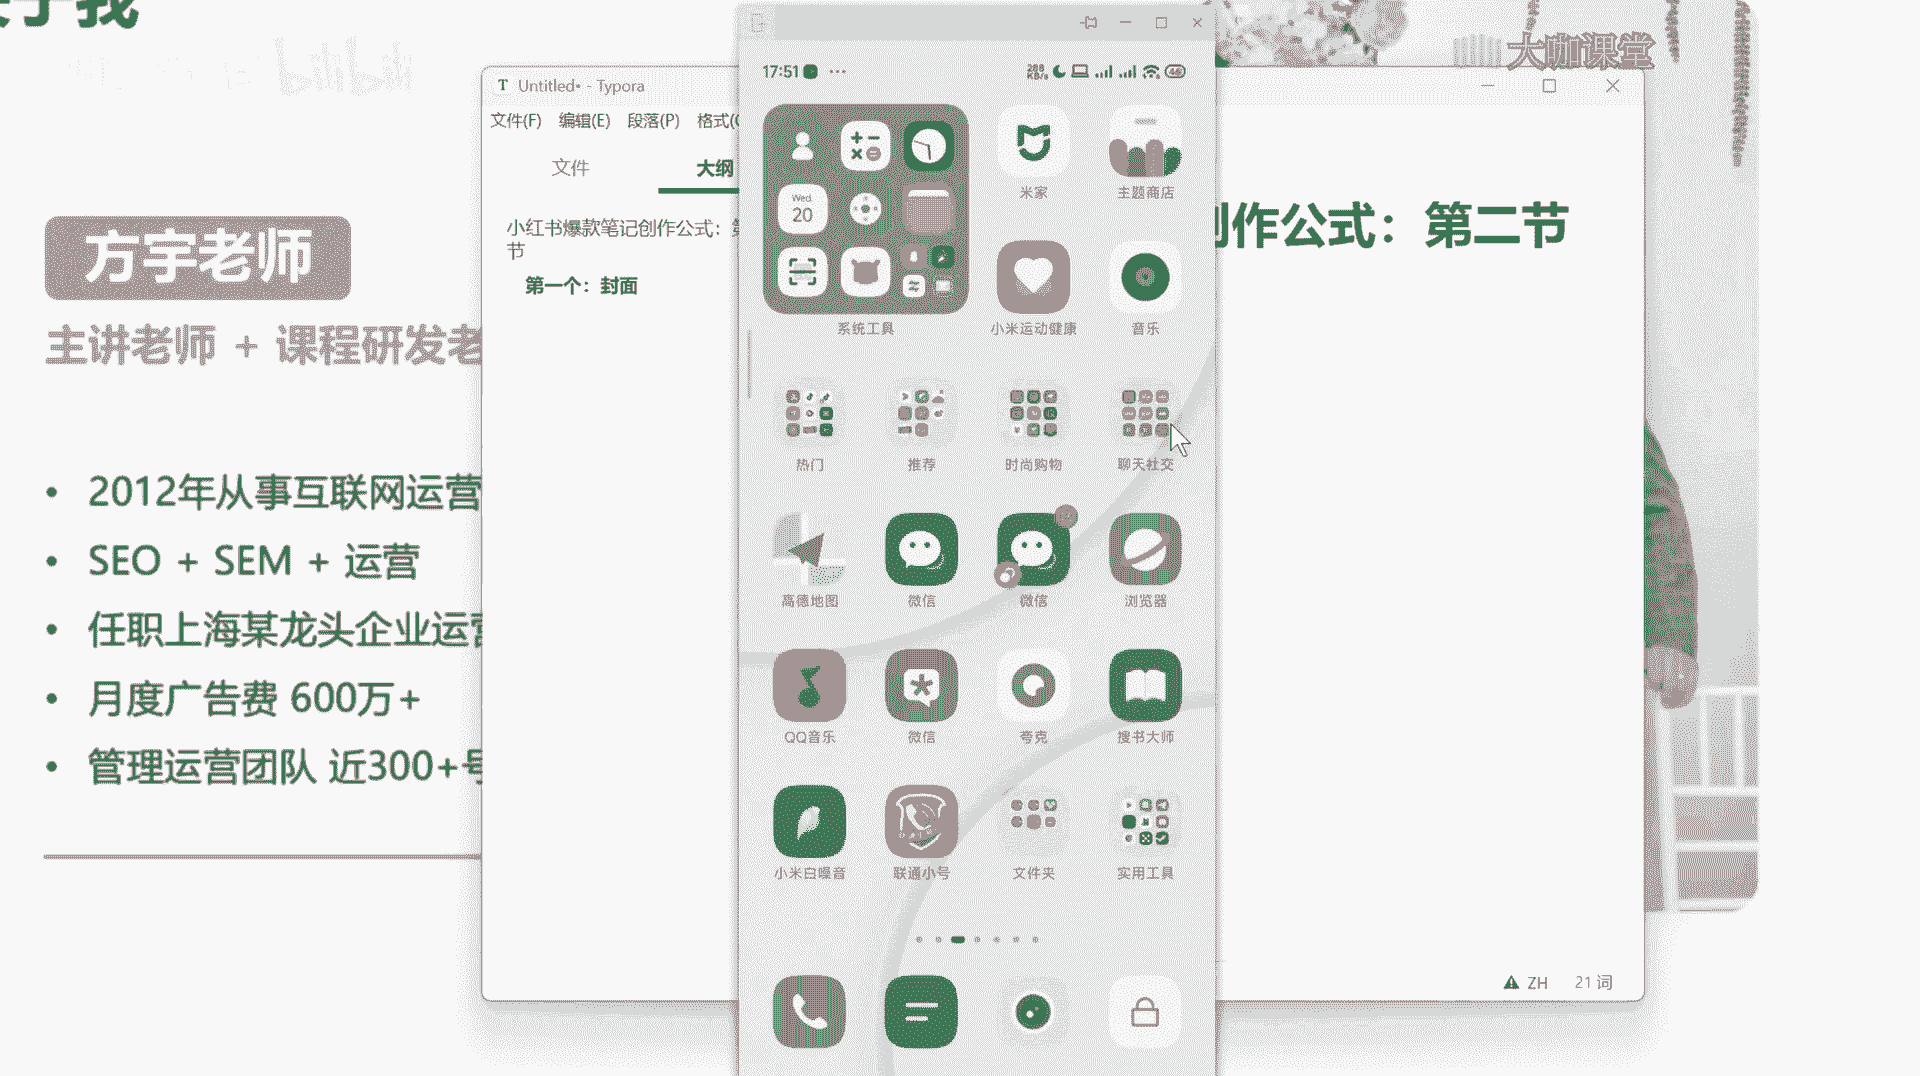 于我
bilibili
大咖课堂
方宇老师
主讲老师 + 课程研发老
2012年从事互联网运营
SEO + SEM + 运营
任职上海某龙头企业运营
月度广告费 600万+
管理运营团队 近300+号
Untitled• - Typora
文件(F) 编辑(E) 段落(P) 格式(O
文件 大纲
小红书爆款笔记创作公式：第
节
第一个：封面
创作公式：第二节
ZH 21 词
17:51
288 KB/s
46
Wed. 20
系统工具
米家
主题商店
小米运动健康
音乐
热门
推荐
时尚购物
聊天社交
高德地图
微信
微信
浏览器
QQ音乐
微信
夸克
搜书大师
小米白噪音
联通小号
文件夹
实用工具